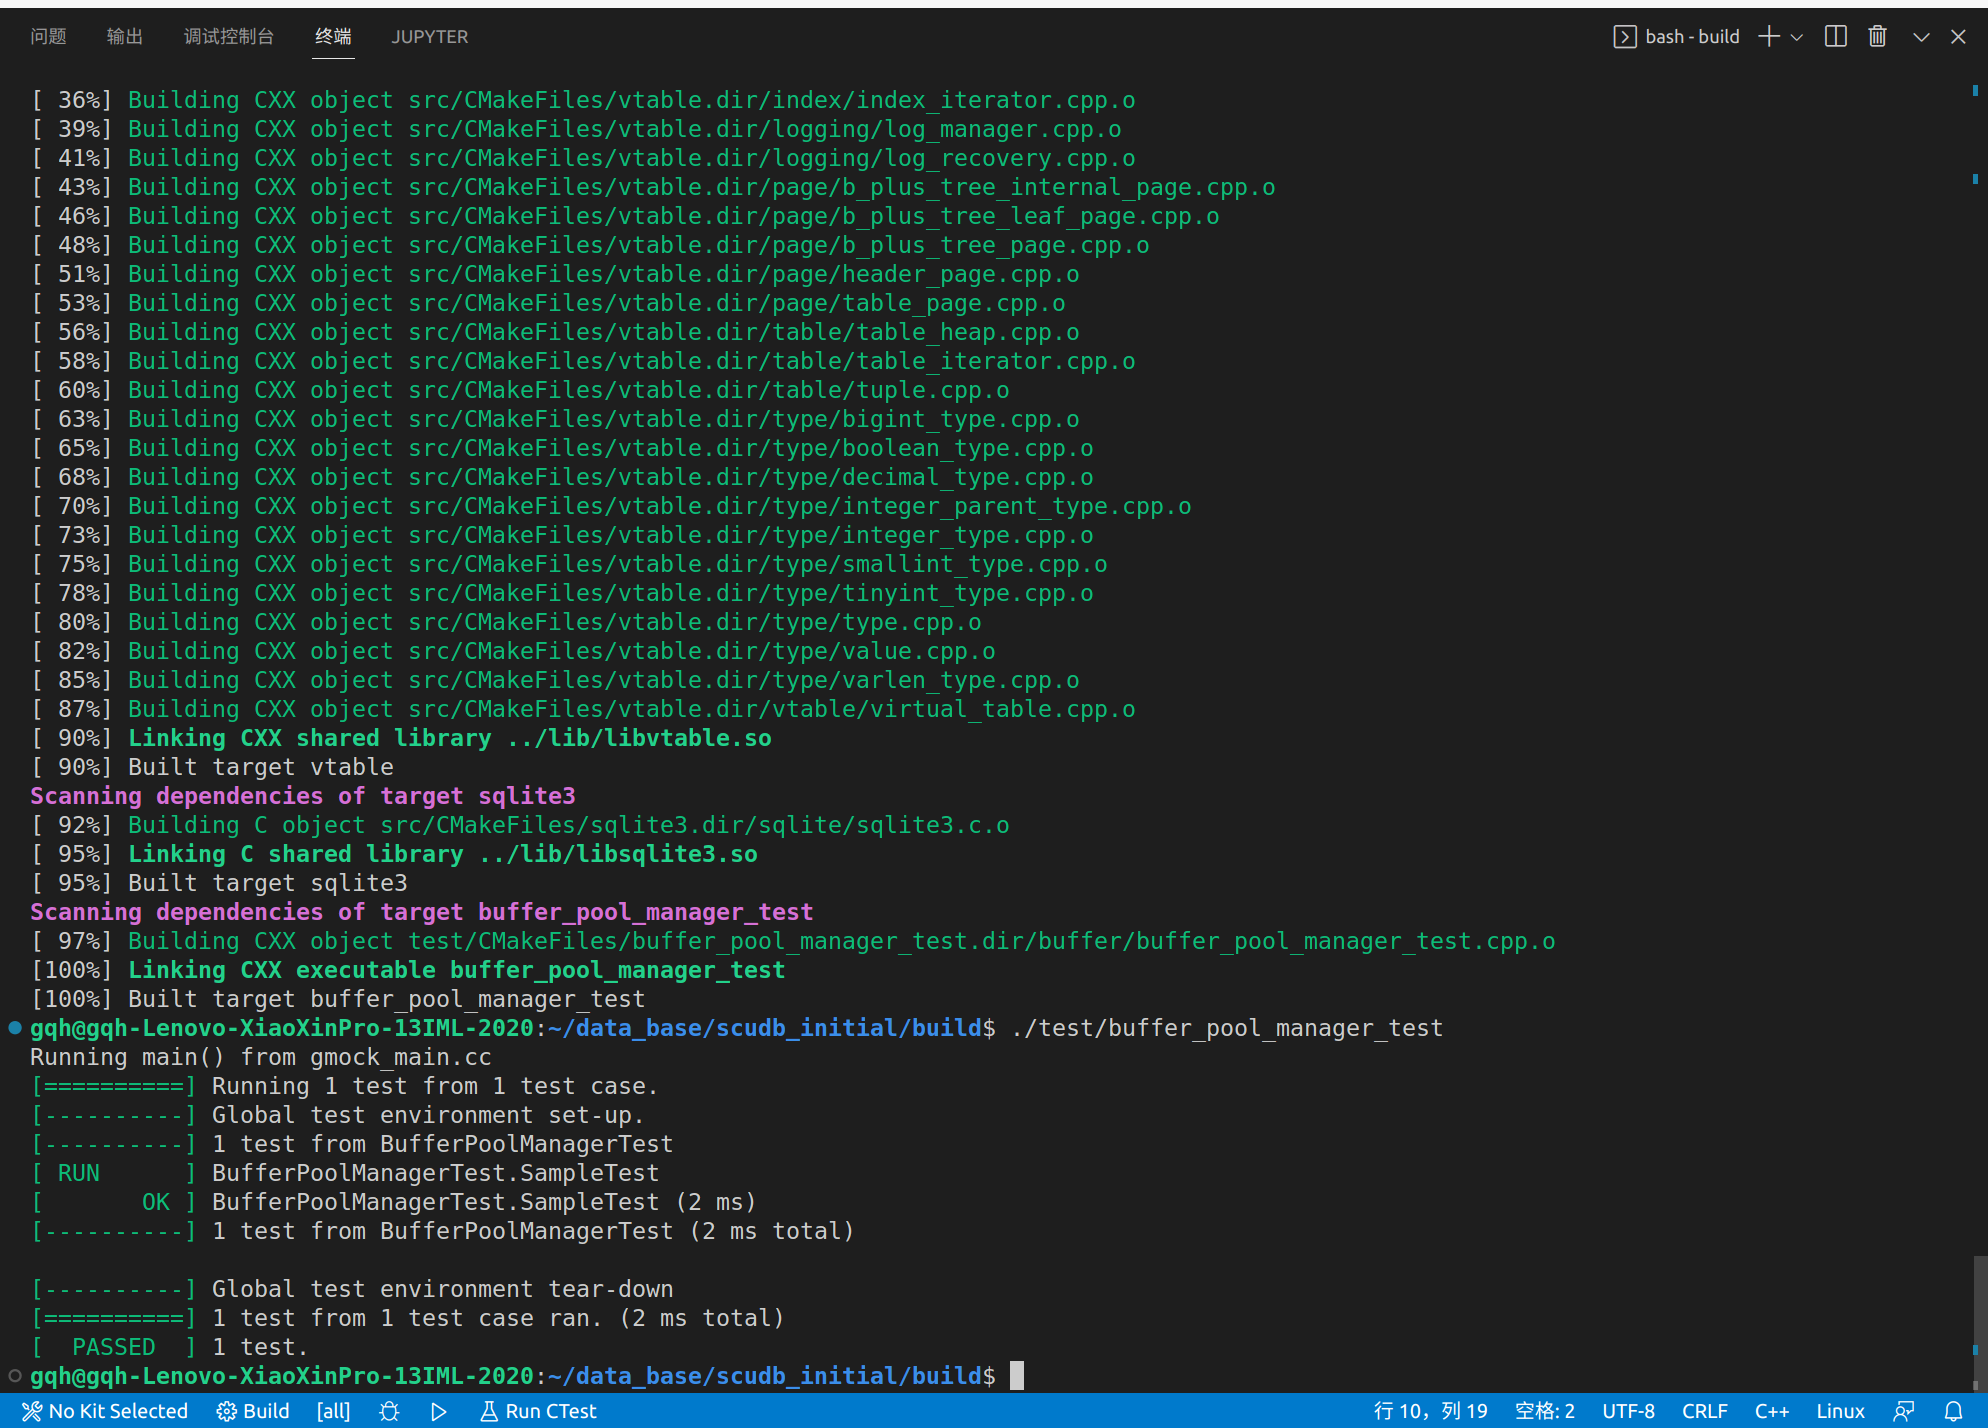 问题 输出 调试控制台 终端 JUPYTER bash - build
[ 36%] Building CXX object src/CMakeFiles/vtable.dir/index/index_iterator.cpp.o
[ 39%] Building CXX object src/CMakeFiles/vtable.dir/logging/log_manager.cpp.o
[ 41%] Building CXX object src/CMakeFiles/vtable.dir/logging/log_recovery.cpp.o
[ 43%] Building CXX object src/CMakeFiles/vtable.dir/page/b_plus_tree_internal_page.cpp.o
[ 46%] Building CXX object src/CMakeFiles/vtable.dir/page/b_plus_tree_leaf_page.cpp.o
[ 48%] Building CXX object src/CMakeFiles/vtable.dir/page/b_plus_tree_page.cpp.o
[ 51%] Building CXX object src/CMakeFiles/vtable.dir/page/header_page.cpp.o
[ 53%] Building CXX object src/CMakeFiles/vtable.dir/page/table_page.cpp.o
[ 56%] Building CXX object src/CMakeFiles/vtable.dir/table/table_heap.cpp.o
[ 58%] Building CXX object src/CMakeFiles/vtable.dir/table/table_iterator.cpp.o
[ 60%] Building CXX object src/CMakeFiles/vtable.dir/table/tuple.cpp.o
[ 63%] Building CXX object src/CMakeFiles/vtable.dir/type/bigint_type.cpp.o
[ 65%] Building CXX object src/CMakeFiles/vtable.dir/type/boolean_type.cpp.o
[ 68%] Building CXX object src/CMakeFiles/vtable.dir/type/decimal_type.cpp.o
[ 70%] Building CXX object src/CMakeFiles/vtable.dir/type/integer_parent_type.cpp.o
[ 73%] Building CXX object src/CMakeFiles/vtable.dir/type/integer_type.cpp.o
[ 75%] Building CXX object src/CMakeFiles/vtable.dir/type/smallint_type.cpp.o
[ 78%] Building CXX object src/CMakeFiles/vtable.dir/type/tinyint_type.cpp.o
[ 80%] Building CXX object src/CMakeFiles/vtable.dir/type/type.cpp.o
[ 82%] Building CXX object src/CMakeFiles/vtable.dir/type/value.cpp.o
[ 85%] Building CXX object src/CMakeFiles/vtable.dir/type/varlen_type.cpp.o
[ 87%] Building CXX object src/CMakeFiles/vtable.dir/vtable/virtual_table.cpp.o
[ 90%] Linking CXX shared library ../lib/libvtable.so
[ 90%] Built target vtable
Scanning dependencies of target sqlite3
[ 92%] Building C object src/CMakeFiles/sqlite3.dir/sqlite/sqlite3.c.o
[ 95%] Linking C shared library ../lib/libsqlite3.so
[ 95%] Built target sqlite3
Scanning dependencies of target buffer_pool_manager_test
[ 97%] Building CXX object test/CMakeFiles/buffer_pool_manager_test.dir/buffer/buffer_pool_manager_test.cpp.o
[100%] Linking CXX executable buffer_pool_manager_test
[100%] Built target buffer_pool_manager_test
gqh@gqh-Lenovo-XiaoXinPro-13IML-2020:~/data_base/scudb_initial/build$ ./test/buffer_pool_manager_test
Running main() from gmock_main.cc
[==========] Running 1 test from 1 test case.
[----------] Global test environment set-up.
[----------] 1 test from BufferPoolManagerTest
[ RUN      ] BufferPoolManagerTest.SampleTest
[       OK ] BufferPoolManagerTest.SampleTest (2 ms)
[----------] 1 test from BufferPoolManagerTest (2 ms total)
[----------] Global test environment tear-down
[==========] 1 test from 1 test case ran. (2 ms total)
[  PASSED  ] 1 test.
gqh@gqh-Lenovo-XiaoXinPro-13IML-2020:~/data_base/scudb_initial/build$
No Kit Selected Build [all] Run CTest 行 10，列 19 空格: 2 UTF-8 CRLF C++ Linux